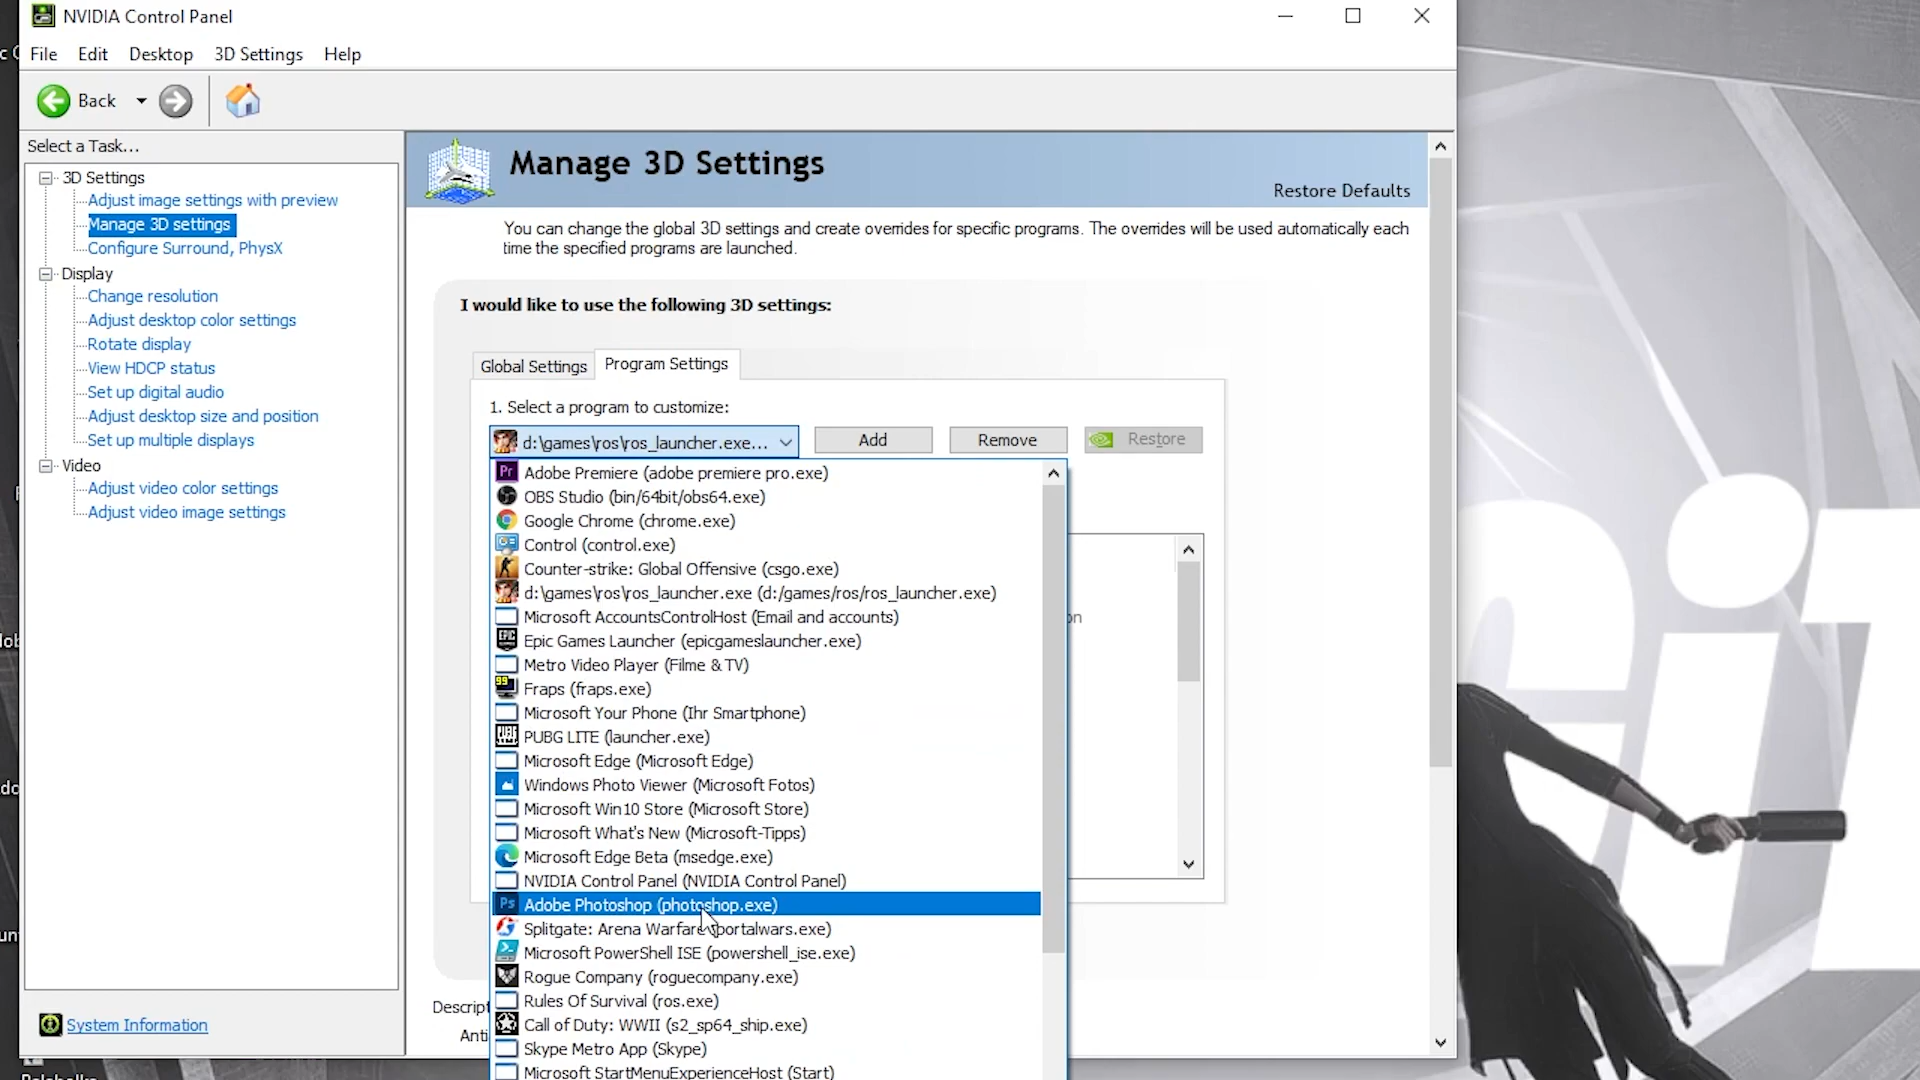 NVIDIA Control Panel
File Edit Desktop 3D Settings Help
Back
Select a Task...
3D Settings
Adjust image settings with preview
Manage 3D settings
Configure Surround, PhysX
Display
Change resolution
Adjust desktop color settings
Rotate display
View HDCP status
Set up digital audio
Adjust desktop size and position
Set up multiple displays
Video
Adjust video color settings
Adjust video image settings
System Information
Manage 3D Settings
Restore Defaults
You can change the global 3D settings and create overrides for specific programs. The overrides will be used automatically each
time the specified programs are launched.
I would like to use the following 3D settings:
Global Settings Program Settings
1. Select a program to customize:
d:\games\ros\ros_launcher.exe... Add Remove Restore
Adobe Premiere (adobe premiere pro.exe)
OBS Studio (bin/64bit/obs64.exe)
Google Chrome (chrome.exe)
Control (control.exe)
Counter-strike: Global Offensive (csgo.exe)
d:\games\ros\ros_launcher.exe (d:/games/ros/ros_launcher.exe)
Microsoft AccountsControlHost (Email and accounts)
Epic Games Launcher (epicgameslauncher.exe)
Metro Video Player (Filme & TV)
Fraps (fraps.exe)
Microsoft Your Phone (Ihr Smartphone)
PUBG LITE (launcher.exe)
Microsoft Edge (Microsoft Edge)
Windows Photo Viewer (Microsoft Fotos)
Microsoft Win10 Store (Microsoft Store)
Microsoft What's New (Microsoft-Tipps)
Microsoft Edge Beta (msedge.exe)
NVIDIA Control Panel (NVIDIA Control Panel)
Adobe Photoshop (photoshop.exe)
Splitgate: Arena Warfare (portalwars.exe)
Microsoft PowerShell ISE (powershell_ise.exe)
Rogue Company (roguecompany.exe)
Rules Of Survival (ros.exe)
Call of Duty: WWII (s2_sp64_ship.exe)
Skype Metro App (Skype)
Microsoft StartMenuExperienceHost (Start)
on
Descript
Anti